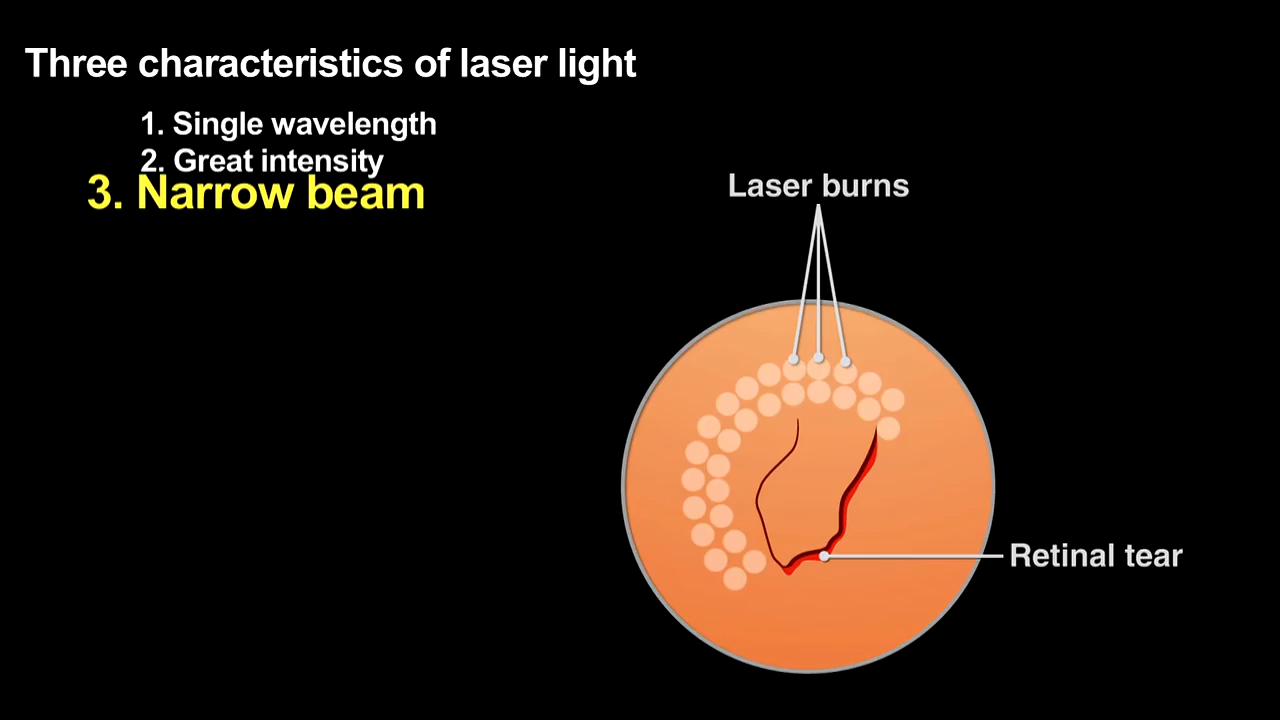 Three characteristics of laser light
1. Single wavelength
2. Great intensity
3. Narrow beam
Laser burns
Retinal tear